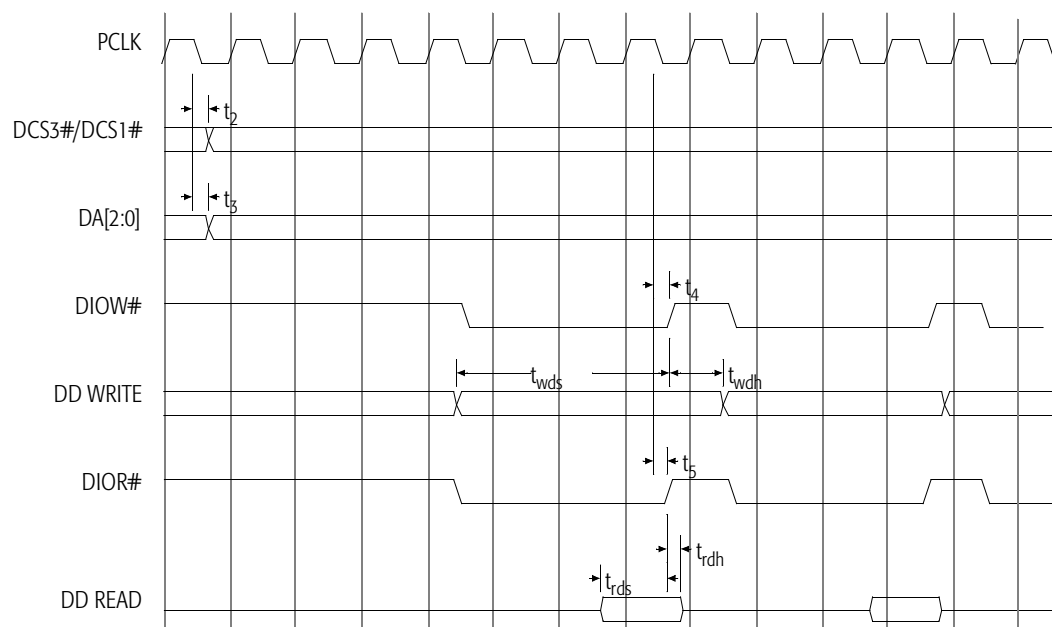 PCLK
t2
DCS3#/DCS1#
t3
DA[2:0]
t4
DIOW#
twds
twdh
DD WRITE
t5
DIOR#
trdh
trds
DD READ